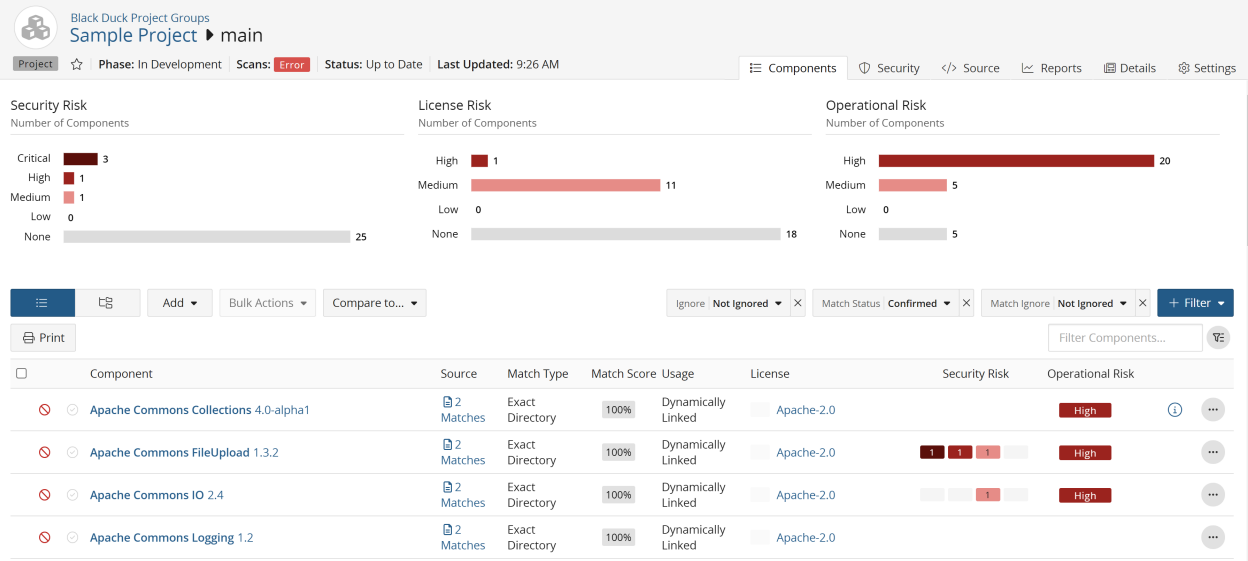 Black Duck Project Groups
Sample Project main
Project Phase: In Development Scans: Error Status: Up to Date Last Updated: 9:26 AM
Components Security Source Reports Details Settings
Security Risk
Number of Components
Critical 3
High 1
Medium 1
Low 0
None 25
License Risk
Number of Components
High 1
Medium 11
Low 0
None 18
Operational Risk
Number of Components
High 20
Medium 5
Low 0
None 5
Add Bulk Actions Compare to... Ignore Not Ignored Match Status Confirmed Match Ignore Not Ignored + Filter
Print Filter Components...
Component Source Match Type Match Score Usage License Security Risk Operational Risk
Apache Commons Collections 4.0-alpha1 2 Matches Exact Directory 100% Dynamically Linked Apache-2.0 High
Apache Commons FileUpload 1.3.2 2 Matches Exact Directory 100% Dynamically Linked Apache-2.0 1 1 1 High
Apache Commons IO 2.4 2 Matches Exact Directory 100% Dynamically Linked Apache-2.0 1 High
Apache Commons Logging 1.2 2 Matches Exact Directory 100% Dynamically Linked Apache-2.0